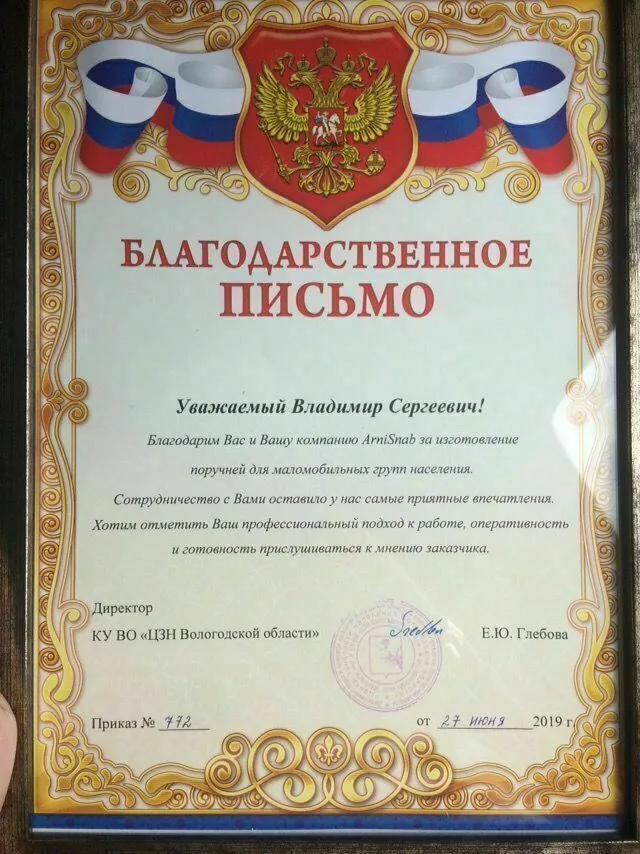 БЛАГОДАРСТВЕННОЕ
ПИСЬМО
Уважаемый Владимир Сергеевич!
Благодарим Вас и Вашу компанию ArniSnab за изготовление
поручней для маломобильных групп населения.
Сотрудничество с Вами оставило у нас самые приятные впечатления.
Хотим отметить Ваш профессиональный подход к работе, оперативность
и готовность прислушиваться к мнению заказчика.
Директор
КУ ВО «ЦЗН Вологодской области» Е.Ю. Глебова
Приказ № 772 от 27 июня 2019 г.